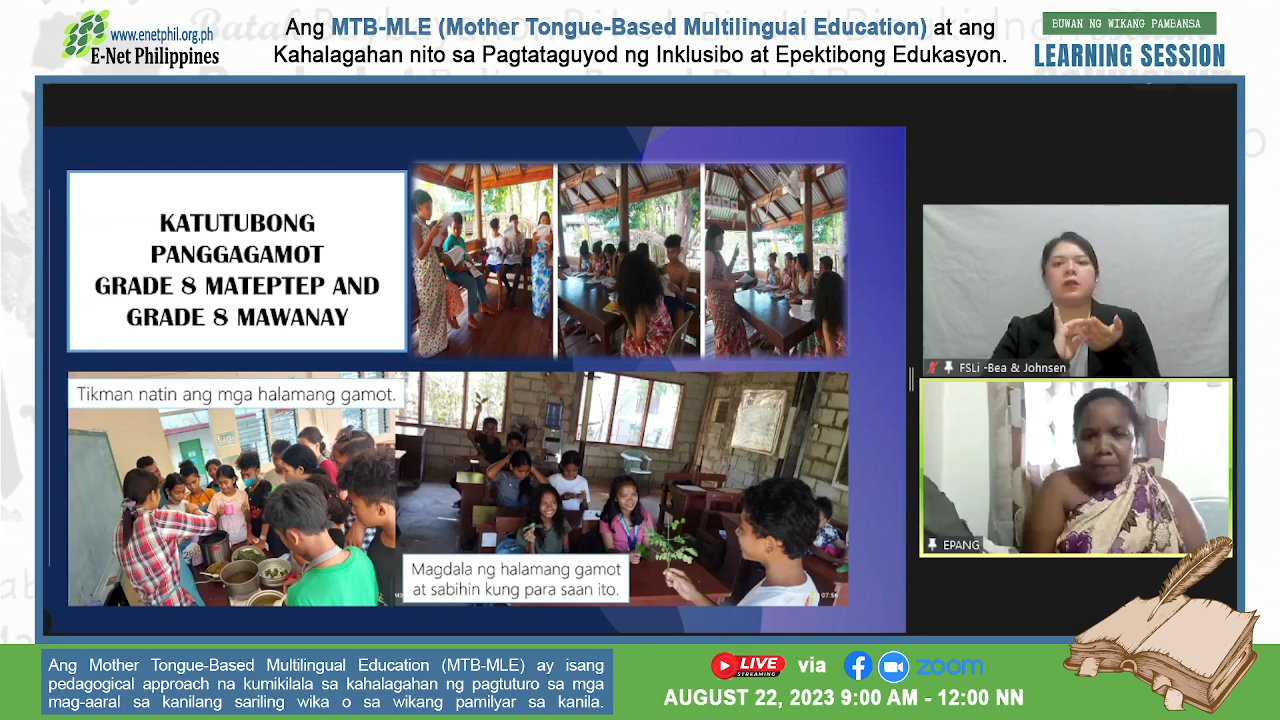 www.enetphil.org.ph
E-Net Philippines
Ang MTB-MLE (Mother Tongue-Based Multilingual Education) at ang
Kahalagahan nito sa Pagtataguyod ng Inklusibo at Epektibong Edukasyon.
BUWAN NG WIKANG PAMBANSA
LEARNING SESSION
KATUTUBONG
PANGGAGAMOT
GRADE 8 MATEPTEP AND
GRADE 8 MAWANAY
Tikman natin ang mga halamang gamot.
Magdala ng halamang gamot
at sabihin kung para saan ito.
FSLi -Bea & Johnsen
EPANG
Ang Mother Tongue-Based Multilingual Education (MTB-MLE) ay isang
pedagogical approach na kumikilala sa kahalagahan ng pagtuturo sa mga
mag-aaral sa kanilang sariling wika o sa wikang pamilyar sa kanila.
LIVE
STREAMING
via
zoom
AUGUST 22, 2023 9:00 AM - 12:00 NN